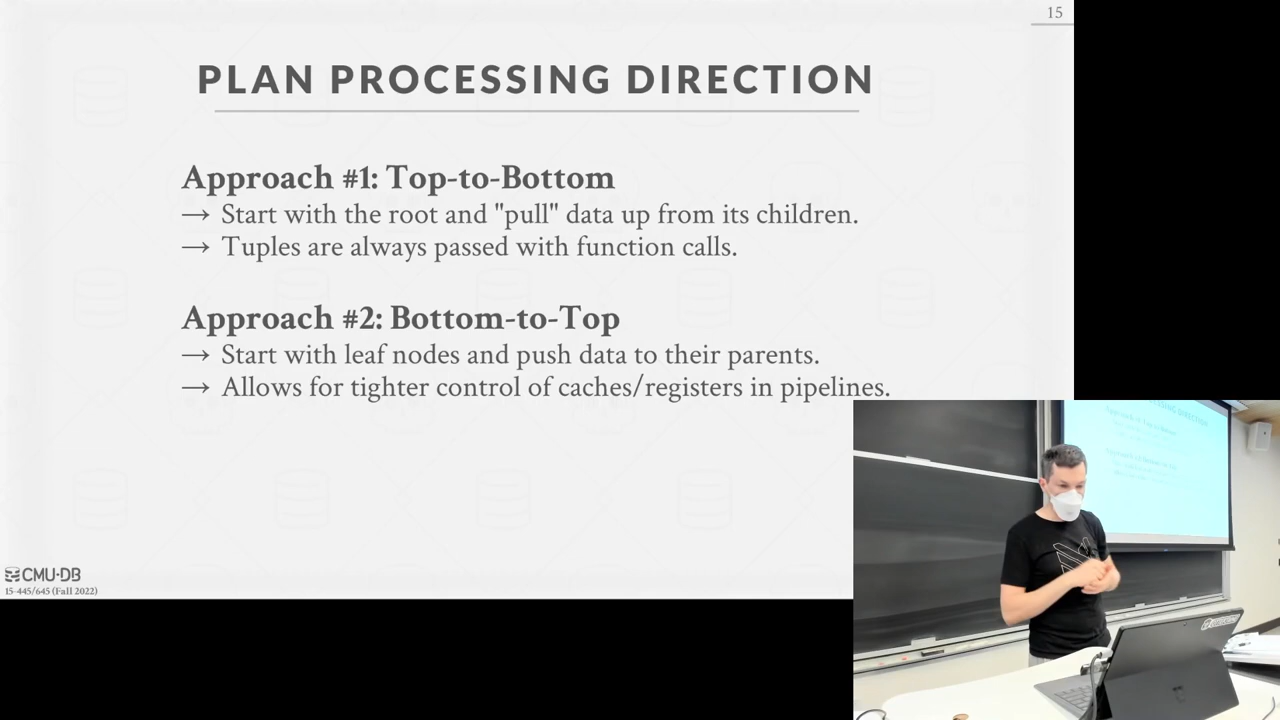 15
PLAN PROCESSING DIRECTION
Approach #1: Top-to-Bottom
→ Start with the root and "pull" data up from its children.
→ Tuples are always passed with function calls.
Approach #2: Bottom-to-Top
→ Start with leaf nodes and push data to their parents.
→ Allows for tighter control of caches/registers in pipelines.
CMU·DB
15-445/645 (Fall 2022)